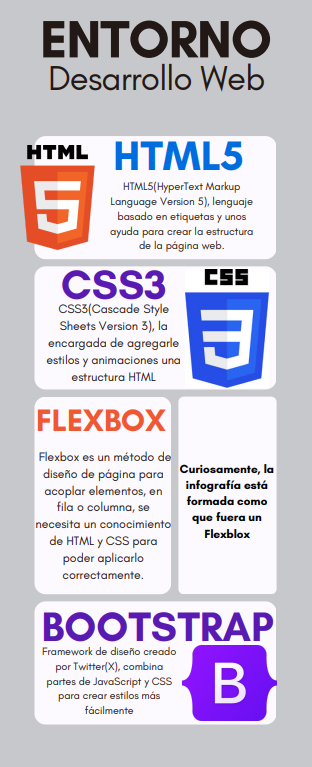 ENTORNO
Desarrollo Web
HTML
HTML5
5
HTML5(HyperText Markup
Language Version 5), lenguaje
basado en etiquetas y unos
ayuda para crear la estructura
de la página web.
CSS3
CSS
3
CSS3(Cascade Style
Sheets Version 3), la
encargada de agregarle
estilos y animaciones una
estructura HTML
FLEXBOX
Flexbox es un método de
diseño de página para
acoplar elementos, en
fila o columna, se
necesita un conocimiento
de HTML y CSS para
poder aplicarlo
correctamente.
Curiosamente, la
infografía está
formada como
que fuera un
Flexblox
BOOTSTRAP
Framework de diseño creado
por Twitter(X), combina
partes de JavaScript y CSS
para crear estilos más
fácilmente
B